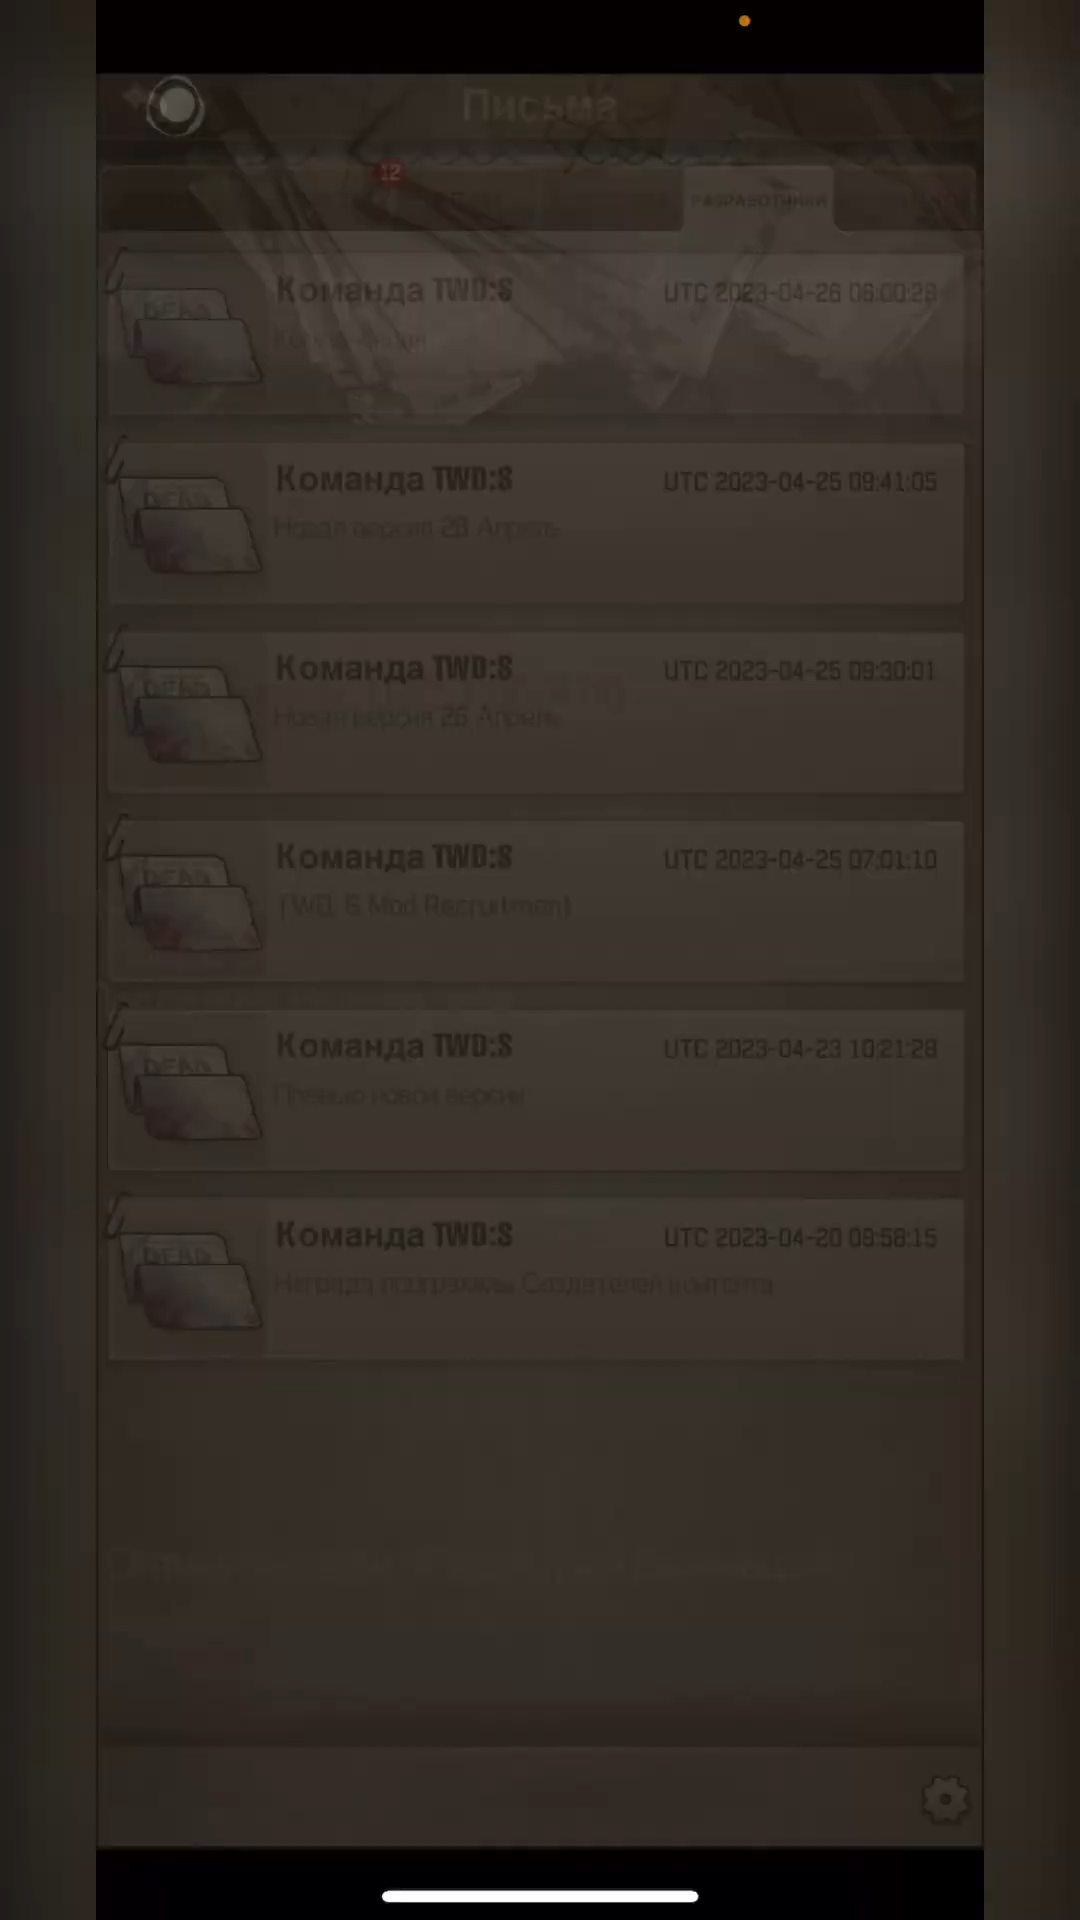 Письма
12
РАЗРАБОТЧИКИ
Команда TWD:S
UTC 2023-04-26 06:00:28
Команда TWD:S
UTC 2023-04-25 09:41:05
Новая версия 28 Апрель
Команда TWD:S
UTC 2023-04-25 09:30:01
Новая версия 26 Апрель
Команда TWD:S
UTC 2023-04-25 07:01:10
TWD: S Mod Recruitment
Команда TWD:S
UTC 2023-04-23 10:21:28
Превью новой версии
Команда TWD:S
UTC 2023-04-20 09:58:15
Награда программы Создателей контента